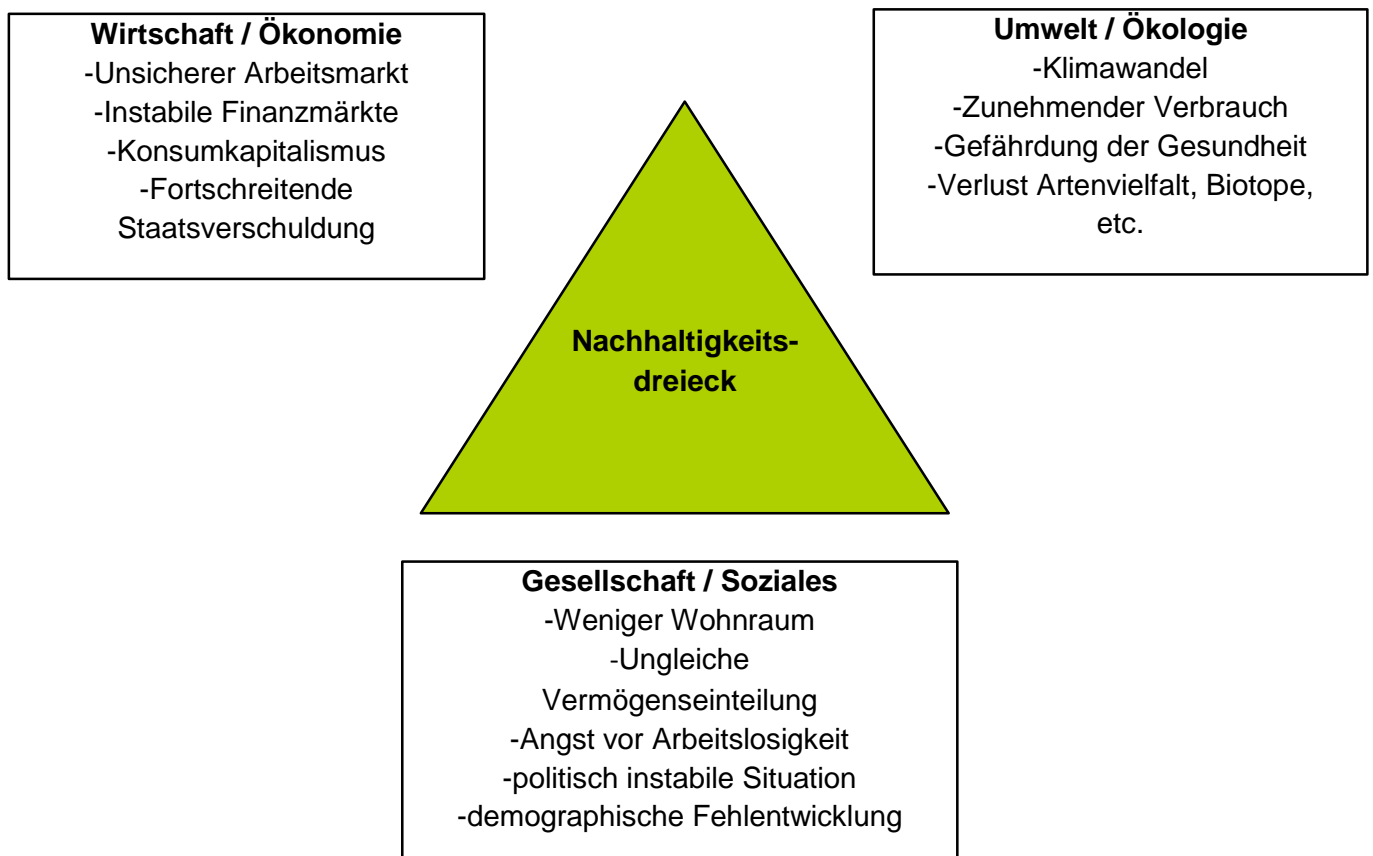 Wirtschaft / Ökonomie
-Unsicherer Arbeitsmarkt
-Instabile Finanzmärkte
-Konsumkapitalismus
-Fortschreitende
Staatsverschuldung
Umwelt / Ökologie
-Klimawandel
-Zunehmender Verbrauch
-Gefährdung der Gesundheit
-Verlust Artenvielfalt, Biotope,
etc.
Nachhaltigkeits-
dreieck
Gesellschaft / Soziales
-Weniger Wohnraum
-Ungleiche
Vermögenseinteilung
-Angst vor Arbeitslosigkeit
-politisch instabile Situation
-demographische Fehlentwicklung